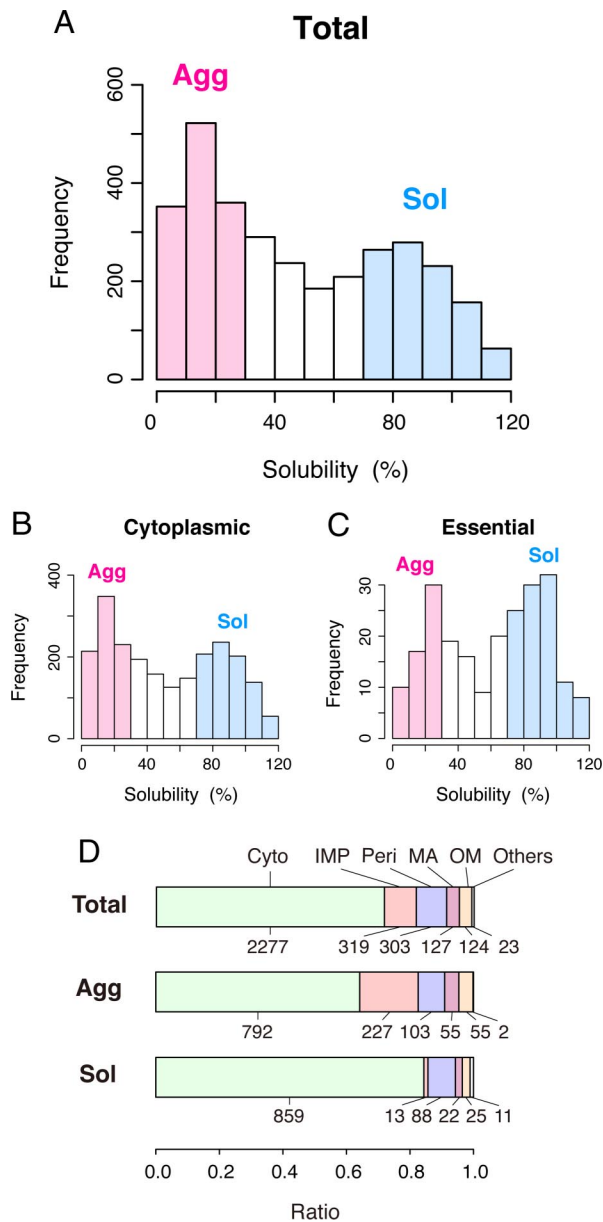 A
Total
Agg
Sol
Frequency
600
400
200
0
0 40 80 120
Solubility (%)
B
Cytoplasmic
Agg
Sol
Frequency
400
200
0
0 40 80 120
Solubility (%)
C
Essential
Agg
Sol
Frequency
30
20
10
0
0 40 80 120
Solubility (%)
D
Cyto IMP Peri MA OM Others
Total
2277 319 303 127 124 23
Agg
792 227 103 55 55 2
Sol
859 13 88 22 25 11
0.0 0.2 0.4 0.6 0.8 1.0
Ratio